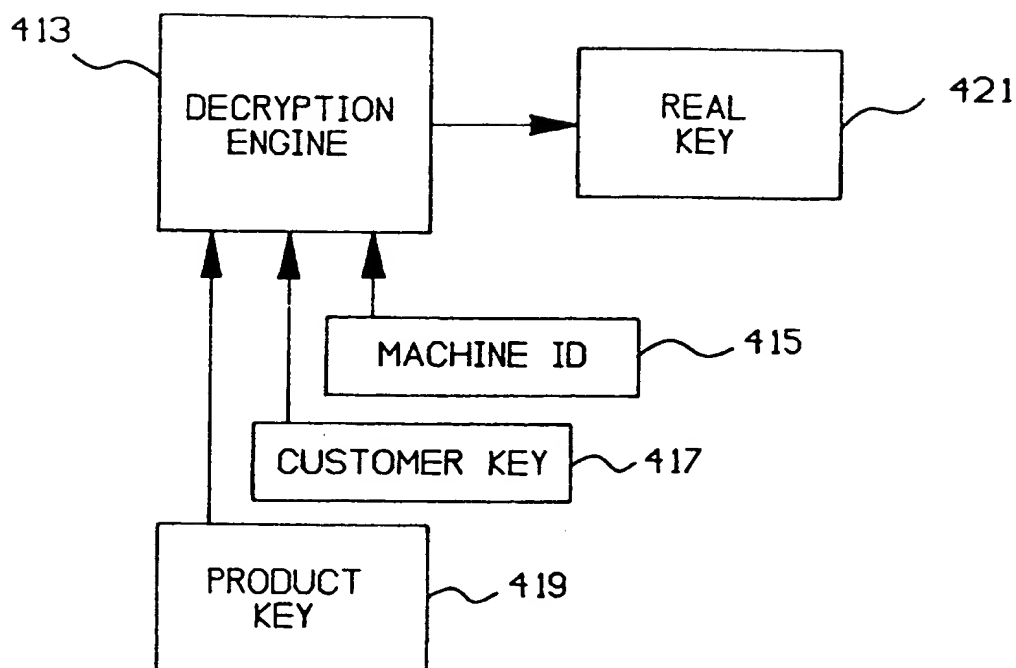 413
DECRYPTION
ENGINE
REAL
KEY
421
MACHINE ID
415
CUSTOMER KEY
417
PRODUCT
KEY
419